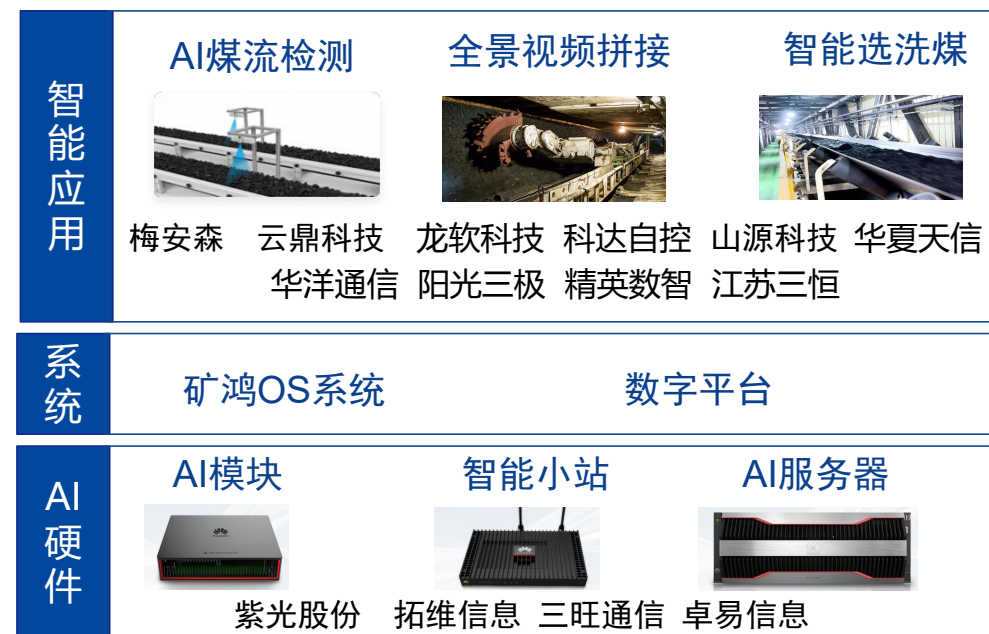 智能应用
AI煤流检测 全景视频拼接 智能选洗煤
梅安森 云鼎科技 龙软科技 科达自控 山源科技 华夏天信
华洋通信 阳光三极 精英数智 江苏三恒
系统
矿鸿OS系统 数字平台
AI硬件
AI模块 智能小站 AI服务器
紫光股份 拓维信息 三旺通信 卓易信息